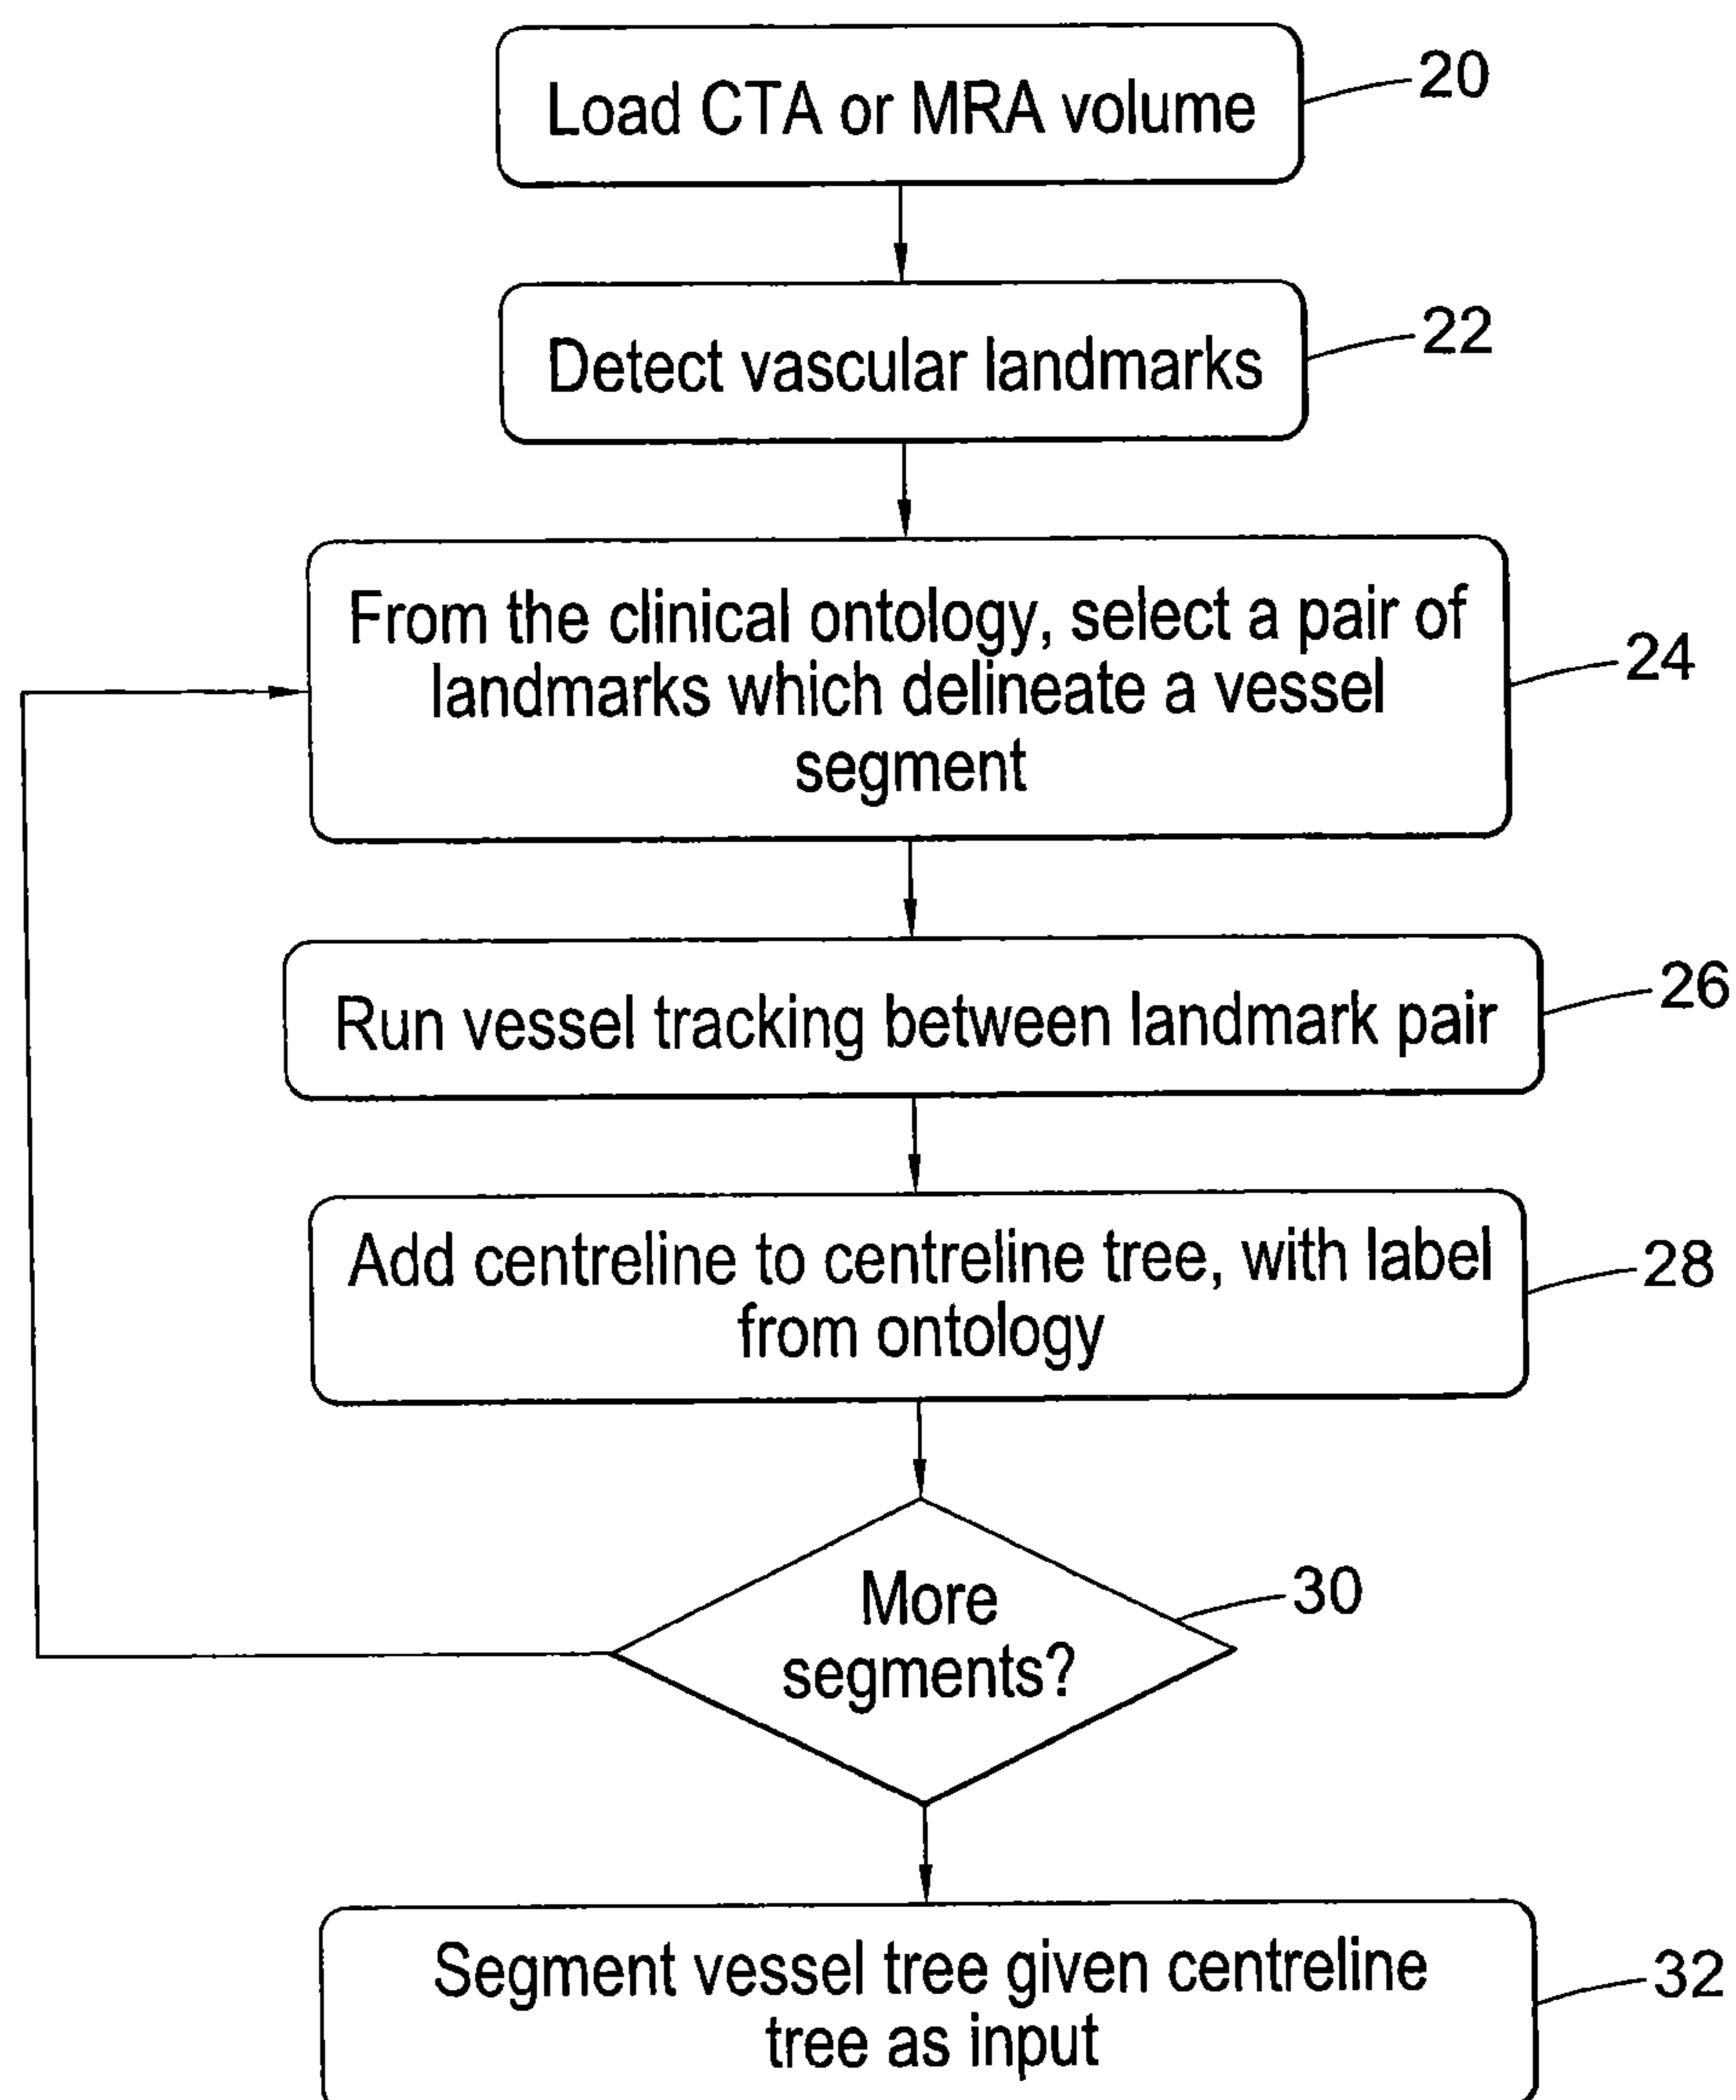 Load CTA or MRA volume
20
Detect vascular landmarks
22
From the clinical ontology, select a pair of
landmarks which delineate a vessel
segment
24
Run vessel tracking between landmark pair
26
Add centreline to centreline tree, with label
from ontology
28
More
segments?
30
Segment vessel tree given centreline
tree as input
32